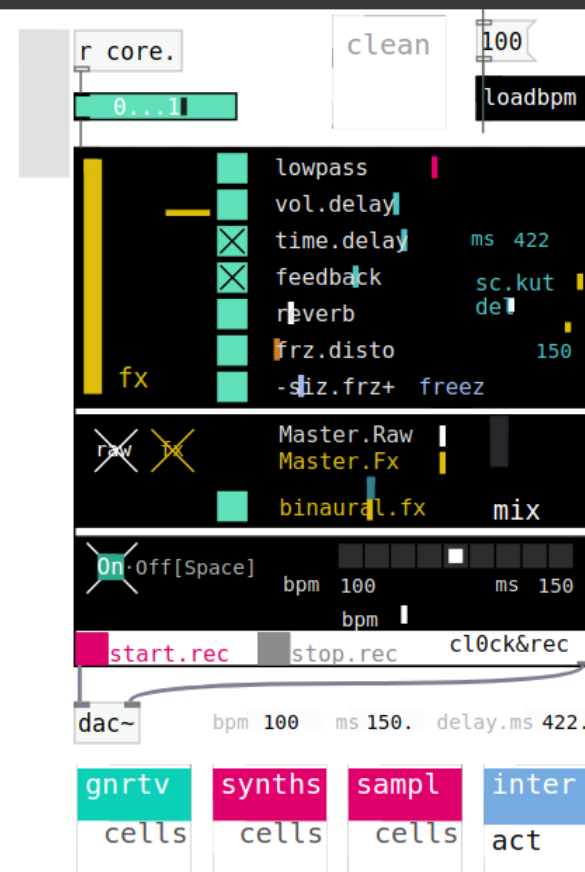 r core.
clean
100
0...1
loadbpm
lowpass
vol.delay
time.delay
ms 422
feedback
sc.kut
del
reverb
frz.disto
150
-siz.frz+
freez
fx
raw
fx
Master.Raw
Master.Fx
binaural.fx
mix
On·Off[Space]
bpm 100
ms 150
bpm
start.rec
stop.rec
cl0ck&rec
dac~
bpm 100
ms 150.
delay.ms 422.
gnrtv
synths
sampl
inter
cells
cells
cells
act